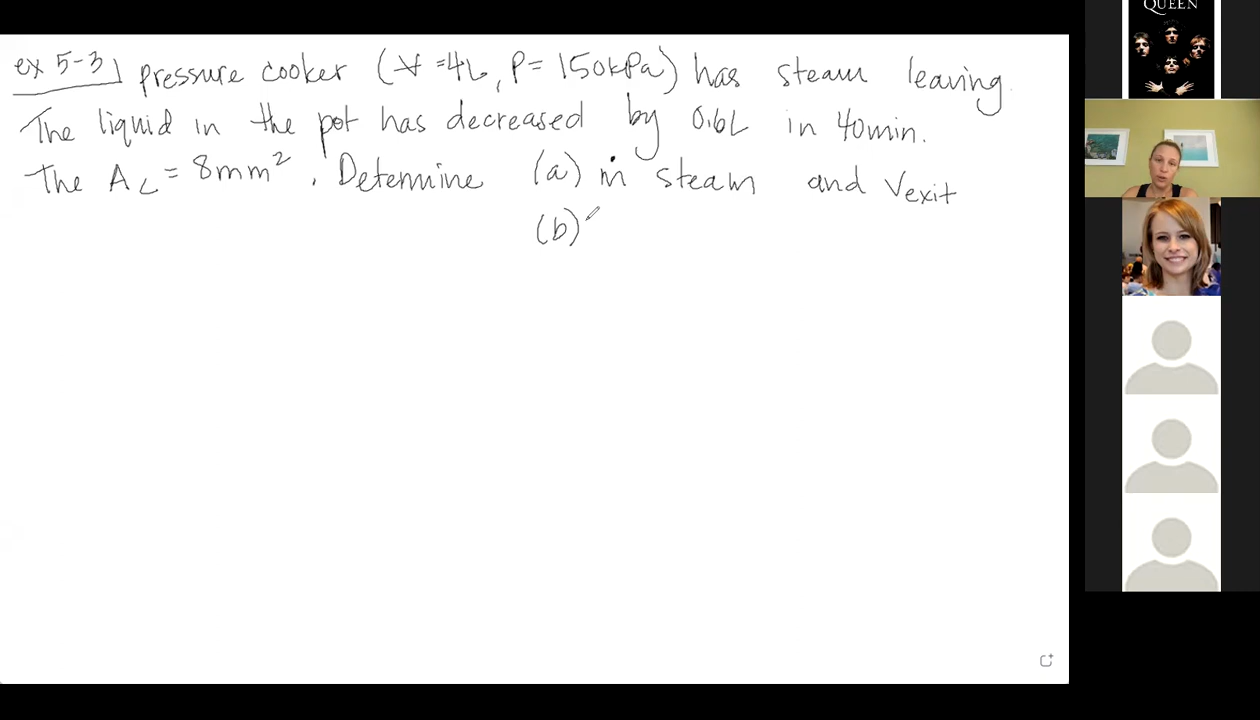 QUEEN
ex 5-3) pressure cooker (V=4L, P= 150kPa) has steam leaving.
The liquid in the pot has decreased by 0.6L in 40min.
The Ac = 8mm². Determine (a) ṁ steam and Vexit
(b)